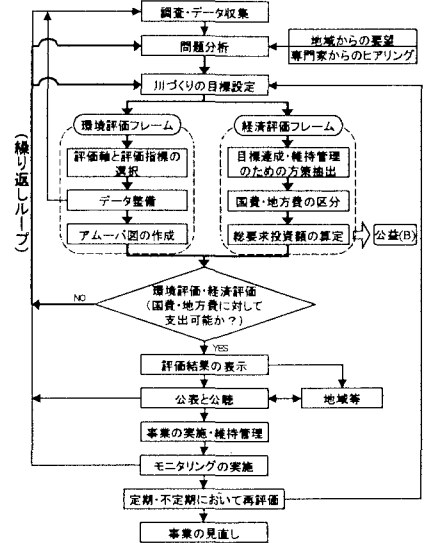 調査・データ収集
問題分析
地域からの要望
専門家からのヒアリング
川づくりの目標設定
環境評価フレーム
経済評価フレーム
評価軸と評価指標の
選択
目標達成・維持管理
のための方策抽出
データ整備
国費・地方費の区分
アムーバ図の作成
総要求投資額の算定
公益(B)
(繰り返しループ)
環境評価・経済評価
(国費・地方費に対して
支出可能か?)
NO
YES
評価結果の表示
公表と公聴
地域等
事業の実施・維持管理
モニタリングの実施
定期・不定期において再評価
事業の見直し